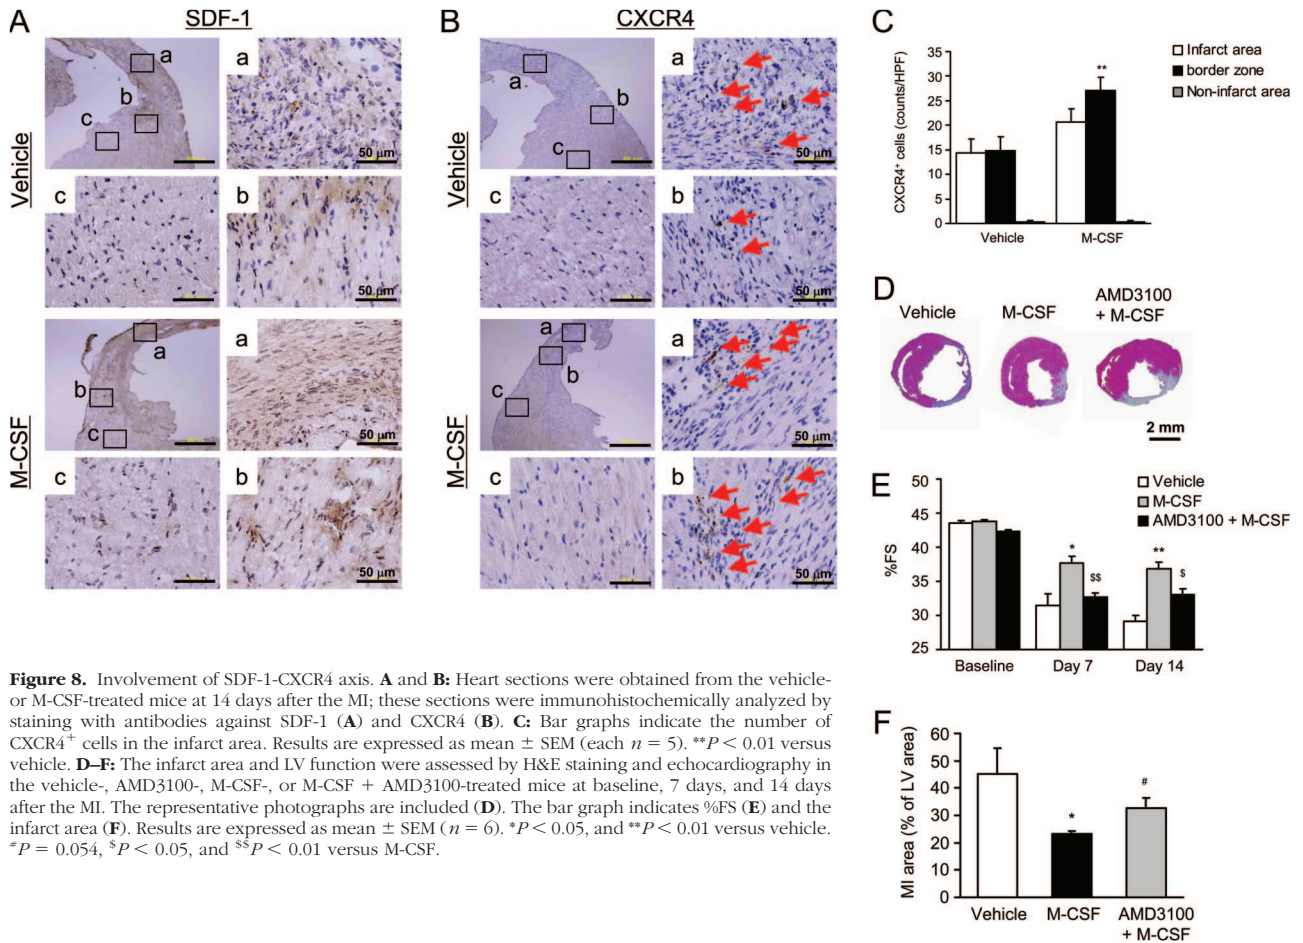 A
SDF-1
Vehicle
a
b
c
a
50 µm
c
b
50 µm
M-CSF
a
b
c
a
50 µm
c
b
50 µm
B
CXCR4
Vehicle
a
b
c
a
50 µm
c
b
50 µm
M-CSF
a
b
c
a
50 µm
c
b
50 µm
C
CXCR4⁺ cells (counts/HPF)
35
30
25
20
15
10
5
0
**
Vehicle
M-CSF
Infarct area
border zone
Non-infarct area
D
Vehicle
M-CSF
AMD3100
+ M-CSF
2 mm
E
%FS
50
45
40
35
30
25
Vehicle
M-CSF
AMD3100 + M-CSF
*
$$
**
$
Baseline
Day 7
Day 14
F
MI area (% of LV area)
60
50
40
30
20
10
0
*
#
Vehicle
M-CSF
AMD3100
+ M-CSF
Figure 8. Involvement of SDF-1-CXCR4 axis. A and B: Heart sections were obtained from the vehicle-
or M-CSF-treated mice at 14 days after the MI; these sections were immunohistochemically analyzed by
staining with antibodies against SDF-1 (A) and CXCR4 (B). C: Bar graphs indicate the number of
CXCR4⁺ cells in the infarct area. Results are expressed as mean ± SEM (each n = 5). **P < 0.01 versus
vehicle. D–F: The infarct area and LV function were assessed by H&E staining and echocardiography in
the vehicle-, AMD3100-, M-CSF-, or M-CSF + AMD3100-treated mice at baseline, 7 days, and 14 days
after the MI. The representative photographs are included (D). The bar graph indicates %FS (E) and the
infarct area (F). Results are expressed as mean ± SEM (n = 6). *P < 0.05, and **P < 0.01 versus vehicle.
#P = 0.054, $P < 0.05, and $$P < 0.01 versus M-CSF.